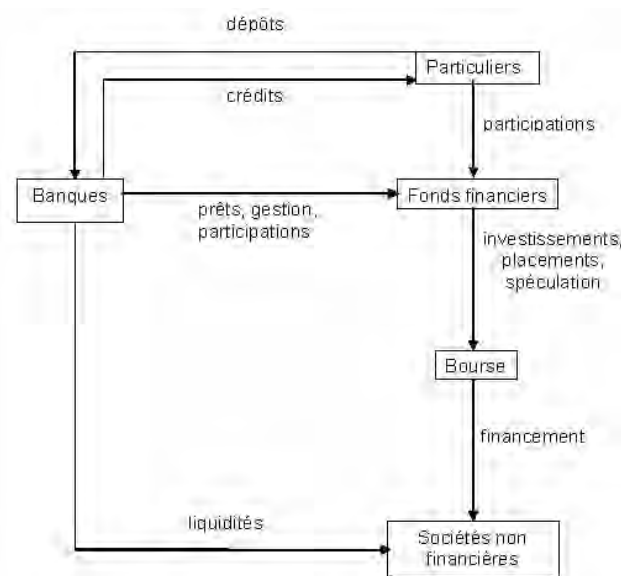 dépôts
Particuliers
crédits
participations
Banques
Fonds financiers
prêts, gestion,
participations
investissements,
placements,
spéculation
Bourse
financement
liquidités
Sociétés non
financières